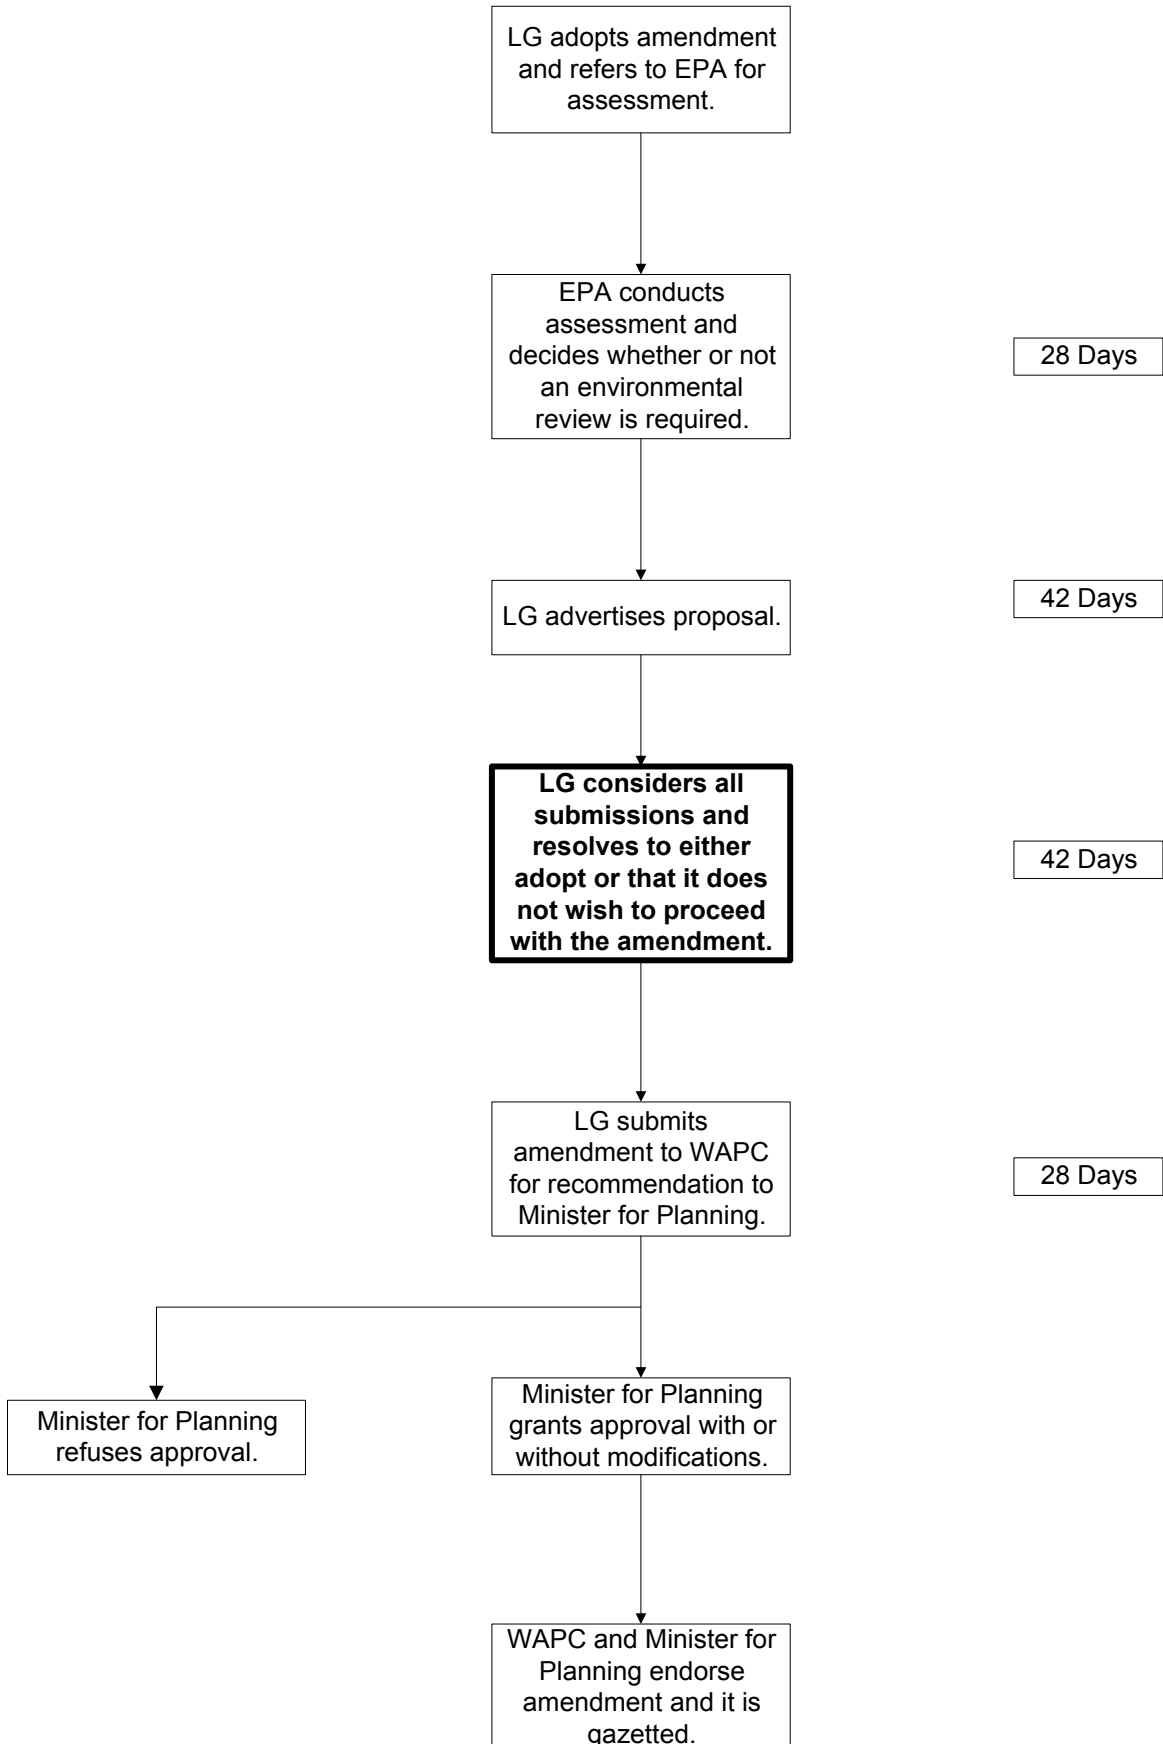 LG adopts amendment
and refers to EPA for
assessment.
EPA conducts
assessment and
decides whether or not
an environmental
review is required.
28 Days
LG advertises proposal.
42 Days
LG considers all
submissions and
resolves to either
adopt or that it does
not wish to proceed
with the amendment.
42 Days
LG submits
amendment to WAPC
for recommendation to
Minister for Planning.
28 Days
Minister for Planning
refuses approval.
Minister for Planning
grants approval with or
without modifications.
WAPC and Minister for
Planning endorse
amendment and it is
gazetted.